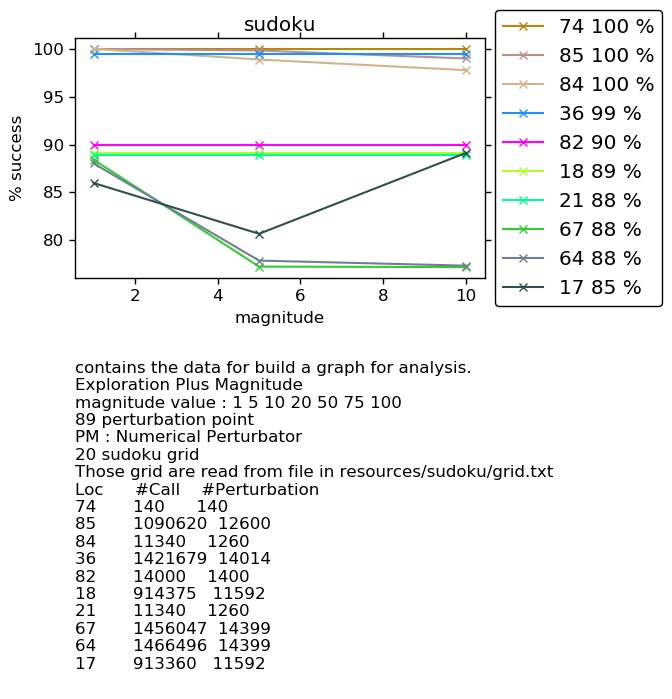 sudoku
100
95
90
85
80
% success
2
4
6
8
10
magnitude
74 100 %
85 100 %
84 100 %
36 99 %
82 90 %
18 89 %
21 88 %
67 88 %
64 88 %
17 85 %
contains the data for build a graph for analysis.
Exploration Plus Magnitude
magnitude value : 1 5 10 20 50 75 100
89 perturbation point
PM : Numerical Perturbator
20 sudoku grid
Those grid are read from file in resources/sudoku/grid.txt
Loc #Call #Perturbation
74 140 140
85 1090620 12600
84 11340 1260
36 1421679 14014
82 14000 1400
18 914375 11592
21 11340 1260
67 1456047 14399
64 1466496 14399
17 913360 11592